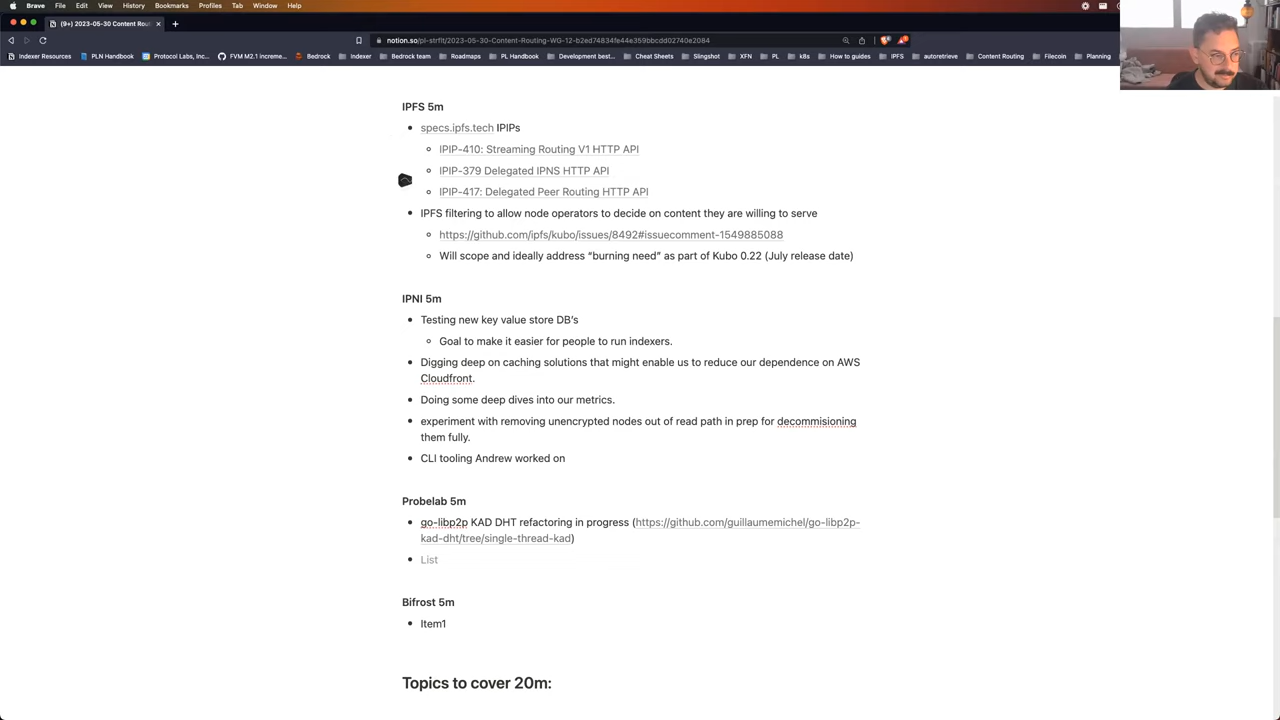 Brave File Edit View History Bookmarks Profiles Tab Window Help
(9+) 2023-05-30 Content Rou
notion.so/pl-strflt/2023-05-30-Content-Routing-WG-12-b2ed74834fe44e359bbcdd02740e2084
Indexer Resources PLN Handbook Protocol Labs, Inc... FVM M2.1 increme... Bedrock Indexer Bedrock team Roadmaps PL Handbook Development best... Cheat Sheets Slingshot XFN PL k8s How to guides IPFS autoretrieve Content Routing Filecoin Planning
IPFS 5m
specs.ipfs.tech IPIPs
IPIP-410: Streaming Routing V1 HTTP API
IPIP-379 Delegated IPNS HTTP API
IPIP-417: Delegated Peer Routing HTTP API
IPFS filtering to allow node operators to decide on content they are willing to serve
https://github.com/ipfs/kubo/issues/8492#issuecomment-1549885088
Will scope and ideally address “burning need” as part of Kubo 0.22 (July release date)
IPNI 5m
Testing new key value store DB’s
Goal to make it easier for people to run indexers.
Digging deep on caching solutions that might enable us to reduce our dependence on AWS
Cloudfront.
Doing some deep dives into our metrics.
experiment with removing unencrypted nodes out of read path in prep for decommisioning
them fully.
CLI tooling Andrew worked on
Probelab 5m
go-libp2p KAD DHT refactoring in progress (https://github.com/guillaumemichel/go-libp2p-
kad-dht/tree/single-thread-kad)
List
Bifrost 5m
Item1
Topics to cover 20m: